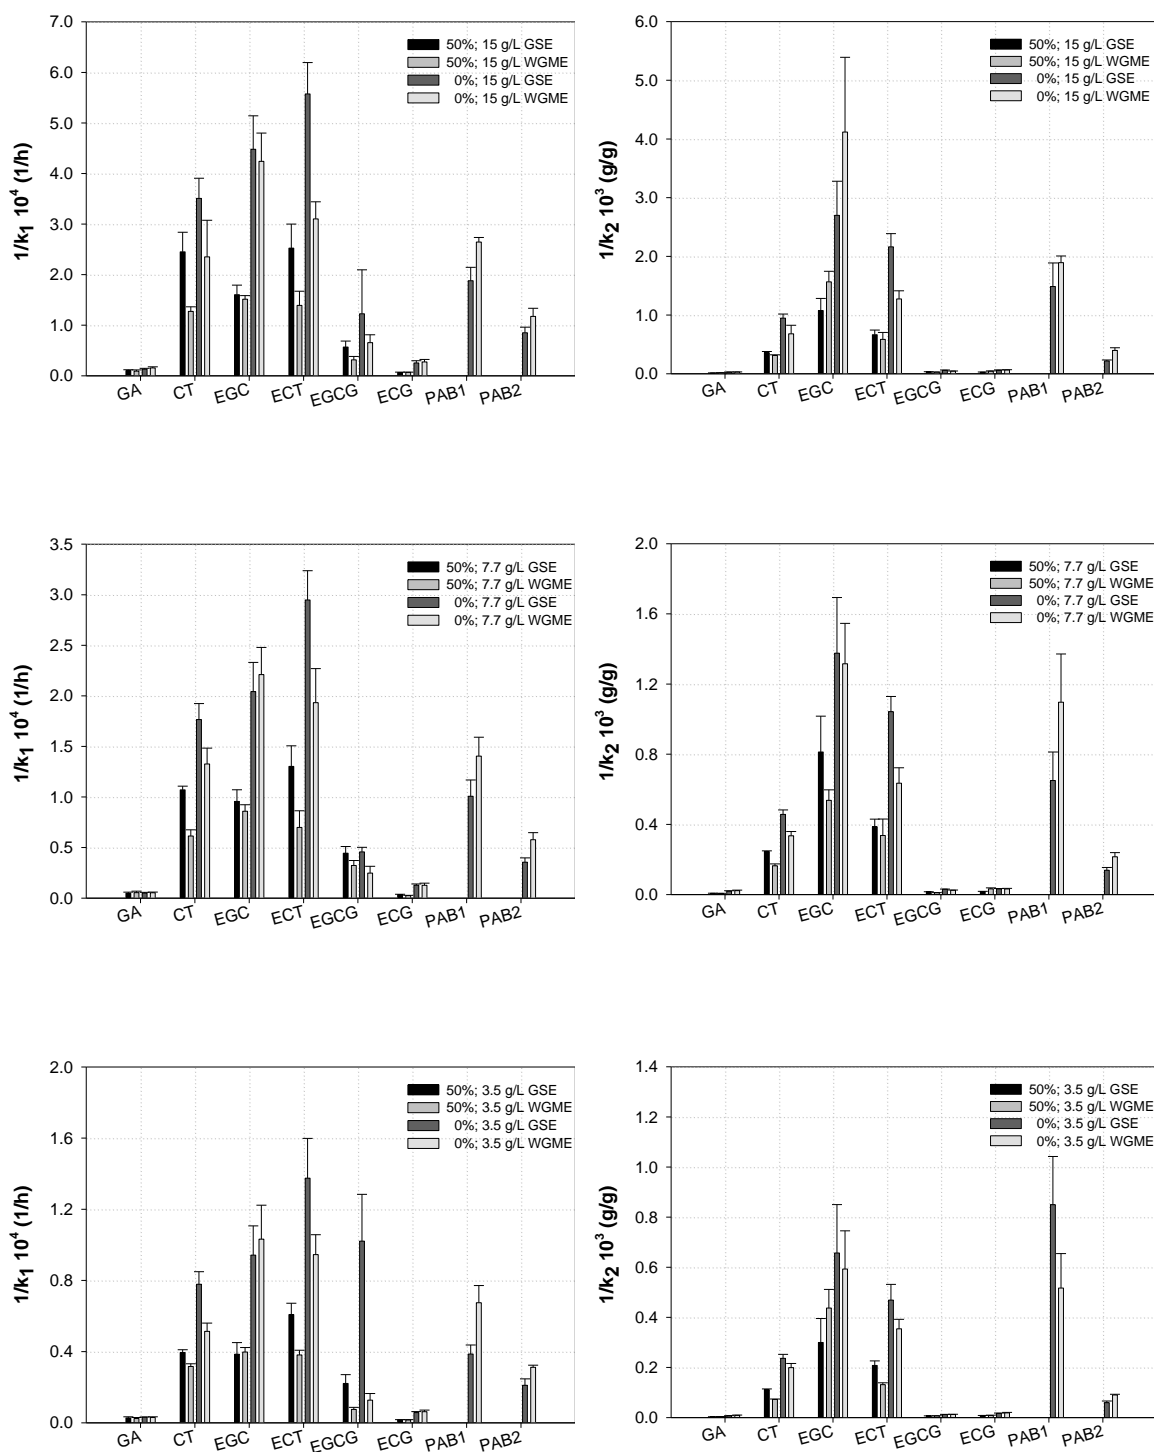 7.0
6.0
5.0
4.0
3.0
2.0
1.0
0.0
1/k1 10^4 (1/h)
50%; 15 g/L GSE
50%; 15 g/L WGME
0%; 15 g/L GSE
0%; 15 g/L WGME
GA CT EGC ECT EGCG ECG PAB1 PAB2
6.0
5.0
4.0
3.0
2.0
1.0
0.0
1/k2 10^3 (g/g)
50%; 15 g/L GSE
50%; 15 g/L WGME
0%; 15 g/L GSE
0%; 15 g/L WGME
GA CT EGC ECT EGCG ECG PAB1 PAB2
3.5
3.0
2.5
2.0
1.5
1.0
0.5
0.0
1/k1 10^4 (1/h)
50%; 7.7 g/L GSE
50%; 7.7 g/L WGME
0%; 7.7 g/L GSE
0%; 7.7 g/L WGME
GA CT EGC ECT EGCG ECG PAB1 PAB2
2.0
1.6
1.2
0.8
0.4
0.0
1/k2 10^3 (g/g)
50%; 7.7 g/L GSE
50%; 7.7 g/L WGME
0%; 7.7 g/L GSE
0%; 7.7 g/L WGME
GA CT EGC ECT EGCG ECG PAB1 PAB2
2.0
1.6
1.2
0.8
0.4
0.0
1/k1 10^4 (1/h)
50%; 3.5 g/L GSE
50%; 3.5 g/L WGME
0%; 3.5 g/L GSE
0%; 3.5 g/L WGME
GA CT EGC ECT EGCG ECG PAB1 PAB2
1.4
1.2
1.0
0.8
0.6
0.4
0.2
0.0
1/k2 10^3 (g/g)
50%; 3.5 g/L GSE
50%; 3.5 g/L WGME
0%; 3.5 g/L GSE
0%; 3.5 g/L WGME
GA CT EGC ECT EGCG ECG PAB1 PAB2